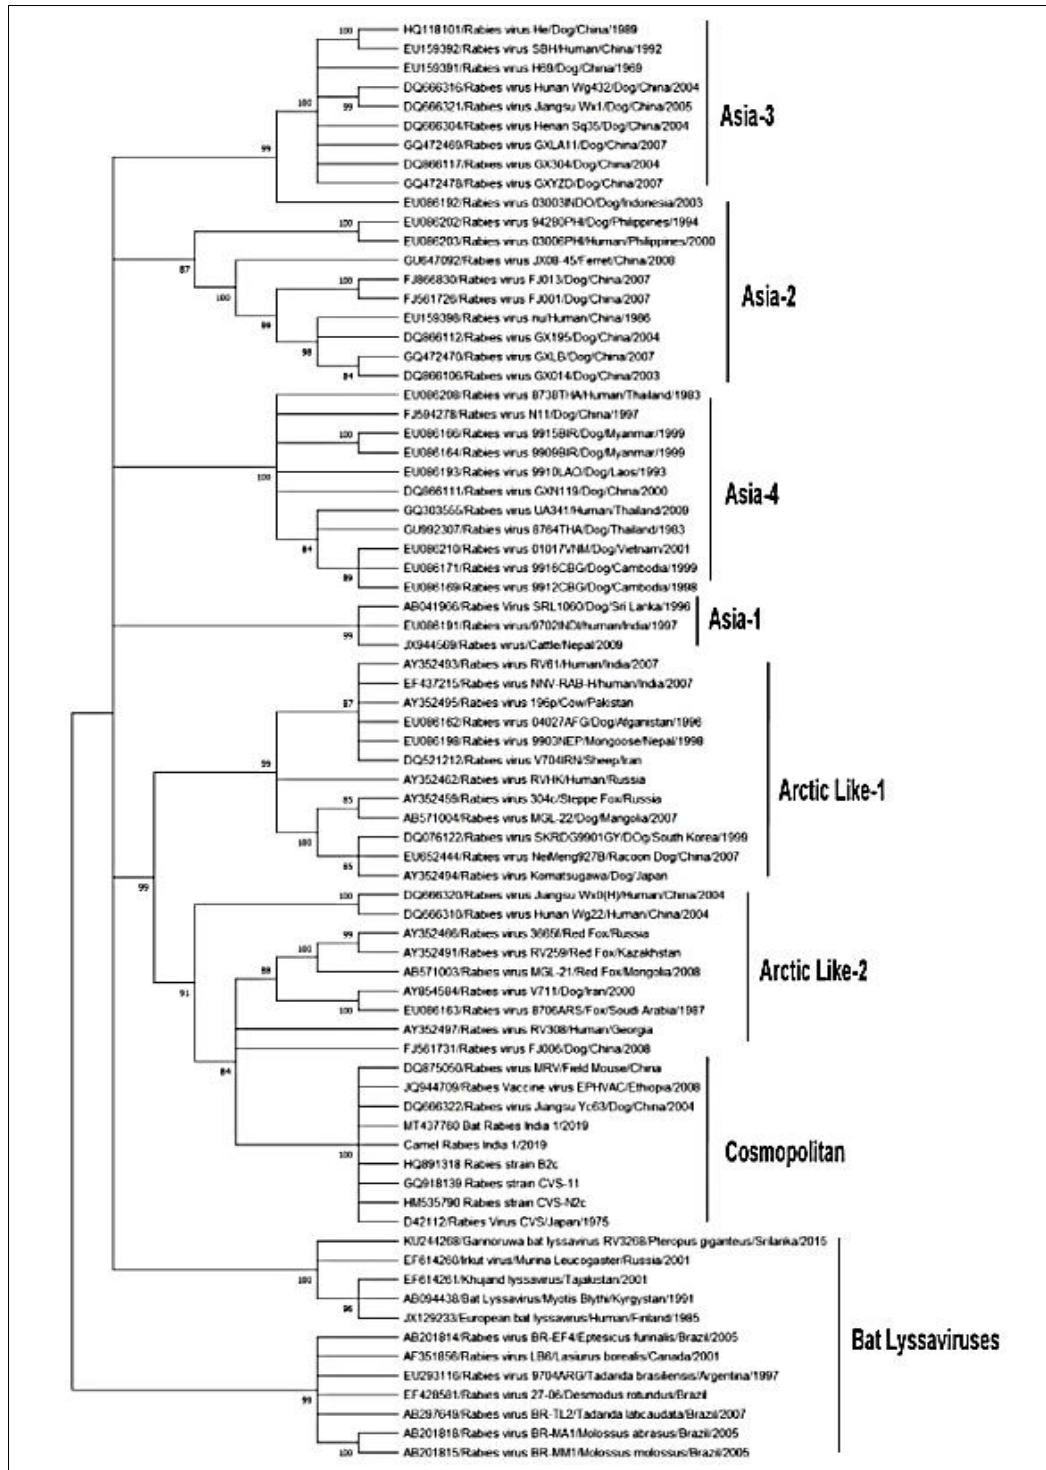 HQ118101/Rabies virus He/Dog/China/1989
EU159392/Rabies virus SBH/Human/China/1992
EU159391/Rabies virus H69/Dog/China/1969
DQ666316/Rabies virus Hunan Wg432/Dog/China/2004
DQ666321/Rabies virus Jiangsu Wx1/Dog/China/2005
DQ666304/Rabies virus Henan Sq35/Dog/China/2004
GQ472469/Rabies virus GXLA11/Dog/China/2007
DQ866117/Rabies virus GX304/Dog/China/2004
GQ472478/Rabies virus GXYZD/Dog/China/2007
Asia-3
EU086192/Rabies virus 03003INDO/Dog/Indonesia/2003
EU086202/Rabies virus 94280PHI/Dog/Philippines/1994
EU086203/Rabies virus 03006PHI/Human/Philippines/2000
GU647092/Rabies virus JX08-45/Ferret/China/2008
FJ866830/Rabies virus FJ013/Dog/China/2007
FJ561726/Rabies virus FJ001/Dog/China/2007
EU159398/Rabies virus nu/Human/China/1986
DQ866112/Rabies virus GX195/Dog/China/2004
GQ472470/Rabies virus GXLB/Dog/China/2007
DQ866106/Rabies virus GX014/Dog/China/2003
Asia-2
EU086208/Rabies virus 8738THA/Human/Thailand/1983
FJ594278/Rabies virus N11/Dog/China/1997
EU086166/Rabies virus 9915BIR/Dog/Myanmar/1999
EU086164/Rabies virus 9909BIR/Dog/Myanmar/1999
EU086193/Rabies virus 9910LAO/Dog/Laos/1993
DQ866111/Rabies virus GXN119/Dog/China/2000
GQ303555/Rabies virus UA341/Human/Thailand/2009
GU992307/Rabies virus 8764THA/Dog/Thailand/1983
EU086210/Rabies virus 01017VNM/Dog/Vietnam/2001
EU086171/Rabies virus 9916CBG/Dog/Cambodia/1999
EU086169/Rabies virus 9912CBG/Dog/Cambodia/1998
Asia-4
AB041966/Rabies Virus SRL1060/Dog/Sri Lanka/1996
EU086191/Rabies virus/9702INDI/human/India/1997
JX944569/Rabies virus/Cattle/Nepal/2009
Asia-1
AY352493/Rabies virus RV61/Human/India/2007
EF437215/Rabies virus NNV-RAB-H/human/India/2007
AY352495/Rabies virus 196p/Cow/Pakistan
EU086162/Rabies virus 04027AFG/Dog/Afganistan/1996
EU086198/Rabies virus 9903NEP/Mongoose/Nepal/1998
DQ521212/Rabies virus V704IRN/Sheep/Iran
AY352462/Rabies virus RVHK/Human/Russia
AY352459/Rabies virus 304c/Steppe Fox/Russia
AB571004/Rabies virus MGL-22/Dog/Mangolia/2007
DQ076122/Rabies virus SKRDG9901GY/DOg/South Korea/1999
EU652444/Rabies virus NeiMeng927B/Racoon Dog/China/2007
AY352494/Rabies virus Komatsugawa/Dog/Japan
Arctic Like-1
DQ666320/Rabies virus Jiangsu Wx0(H)/Human/China/2004
DQ666310/Rabies virus Hunan Wg22/Human/China/2004
AY352466/Rabies virus 3665f/Red Fox/Russia
AY352491/Rabies virus RV259/Red Fox/Kazakhstan
AB571003/Rabies virus MGL-21/Red Fox/Mongolia/2008
AY854584/Rabies virus V711/Dog/Iran/2000
EU086163/Rabies virus 8706ARS/Fox/Soudi Arabia/1987
AY352497/Rabies virus RV308/Human/Georgia
FJ561731/Rabies virus FJ006/Dog/China/2008
Arctic Like-2
DQ875050/Rabies virus MRV/Field Mouse/China
JQ944709/Rabies Vaccine virus EPHVAC/Ethiopia/2008
DQ666322/Rabies virus Jiangsu Yc63/Dog/China/2004
MT437760 Bat Rabies India 1/2019
Camel Rabies India 1/2019
HQ891318 Rabies strain B2c
GQ918139 Rabies strain CVS-11
HM535790 Rabies strain CVS-N2c
D42112/Rabies Virus CVS/Japan/1975
Cosmopolitan
KU244268/Gannoruwa bat lyssavirus RV3268/Pteropus giganteus/Srilanka/2015
EF614260/Irkut virus/Murina Leucogaster/Russia/2001
EF614261/Khujand lyssavirus/Tajakistan/2001
AB094438/Bat Lyssavirus/Myotis Blythi/Kyrgystan/1991
JX129233/European bat lyssavirus/Human/Finland/1985
AB201814/Rabies virus BR-EF4/Eptesicus furinalis/Brazil/2005
AF351856/Rabies virus LB6/Lasiurus borealis/Canada/2001
EU293116/Rabies virus 9704ARG/Tadarida brasiliensis/Argentina/1997
EF428581/Rabies virus 27-06/Desmodus rotundus/Brazil
AB297649/Rabies virus BR-TL2/Tadarida laticaudata/Brazil/2007
AB201818/Rabies virus BR-MA1/Molossus abrasus/Brazil/2005
AB201815/Rabies virus BR-MM1/Molossus molossus/Brazil/2005
Bat Lyssaviruses